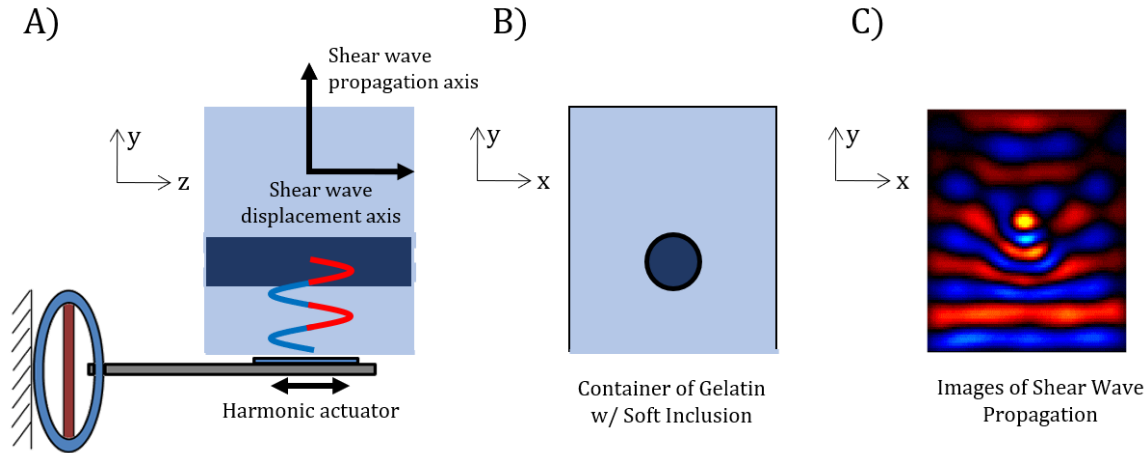 A)
Shear wave
propagation axis
y
z
Shear wave
displacement axis
Harmonic actuator
B)
y
x
Container of Gelatin
w/ Soft Inclusion
C)
y
x
Images of Shear Wave
Propagation